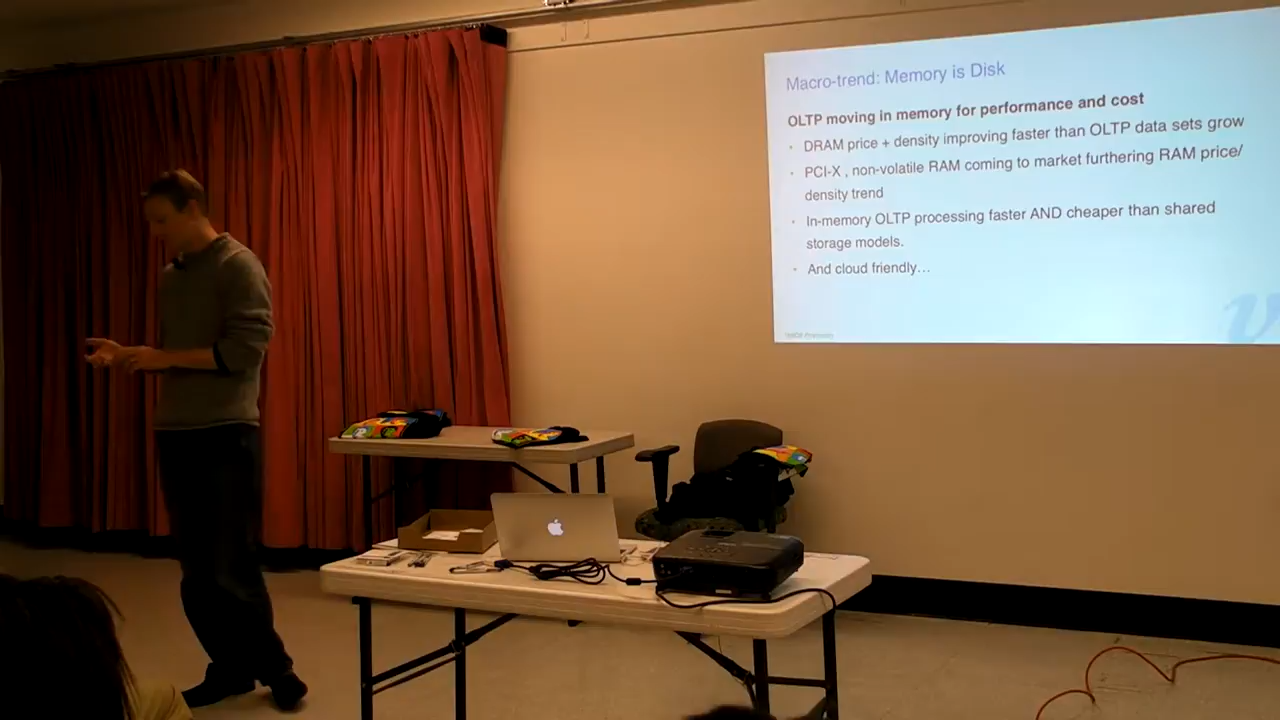 Macro-trend: Memory is Disk
OLTP moving in memory for performance and cost
• DRAM price + density improving faster than OLTP data sets grow
• PCI-X , non-volatile RAM coming to market furthering RAM price/
density trend
• In-memory OLTP processing faster AND cheaper than shared
storage models.
• And cloud friendly…